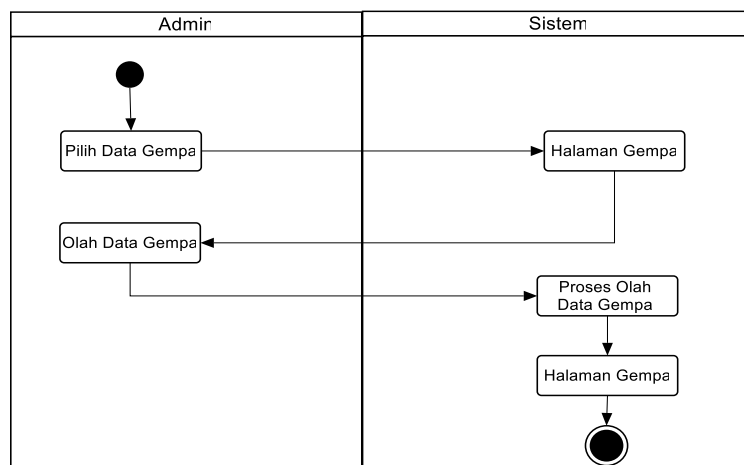 Admin
Sistem
Pilih Data Gempa
Halaman Gempa
Olah Data Gempa
Proses Olah
Data Gempa
Halaman Gempa